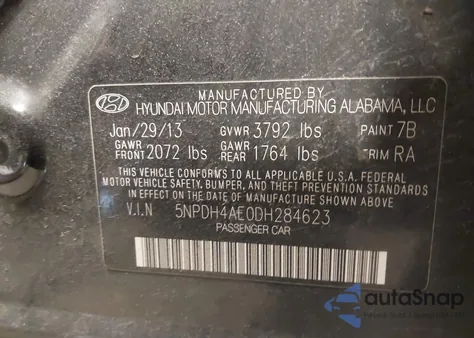 MANUFACTURED BY
HYUNDAI MOTOR MANUFACTURING ALABAMA, LLC
Jan/29/13 GVWR 3792 lbs PAINT 7B
GAWR FRONT 2072 lbs GAWR REAR 1764 lbs TRIM RA
THIS VEHICLE CONFORMS TO ALL APPLICABLE U.S.A. FEDERAL
MOTOR VEHICLE SAFETY, BUMPER, AND THEFT PREVENTION STANDARDS
IN EFFECT ON THE DATE OF MANUFACTURE SHOWN ABOVE.
V.I.N 5NPDH4AE0DH284623
PASSENGER CAR
autoSnap